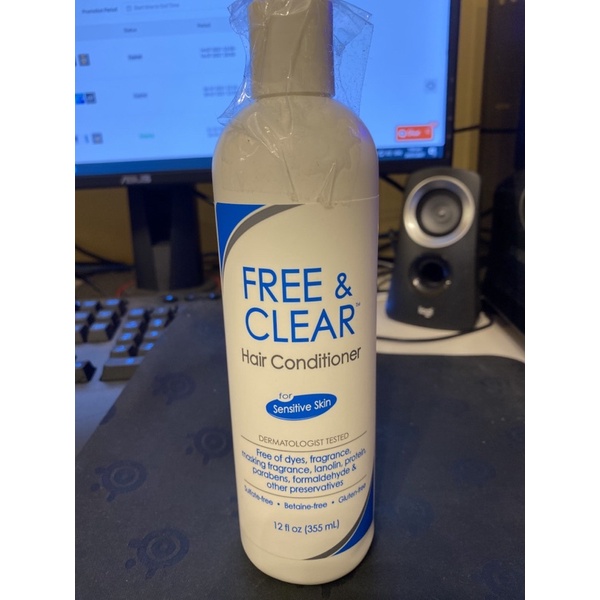 FREE &
CLEAR™
Hair Conditioner
for
Sensitive Skin
DERMATOLOGIST TESTED
Free of dyes, fragrance,
masking fragrance, lanolin, protein,
parabens, formaldehyde &
other preservatives
Sulfate-free • Betaine-free • Gluten-free
12 fl oz (355 mL)
ASUS